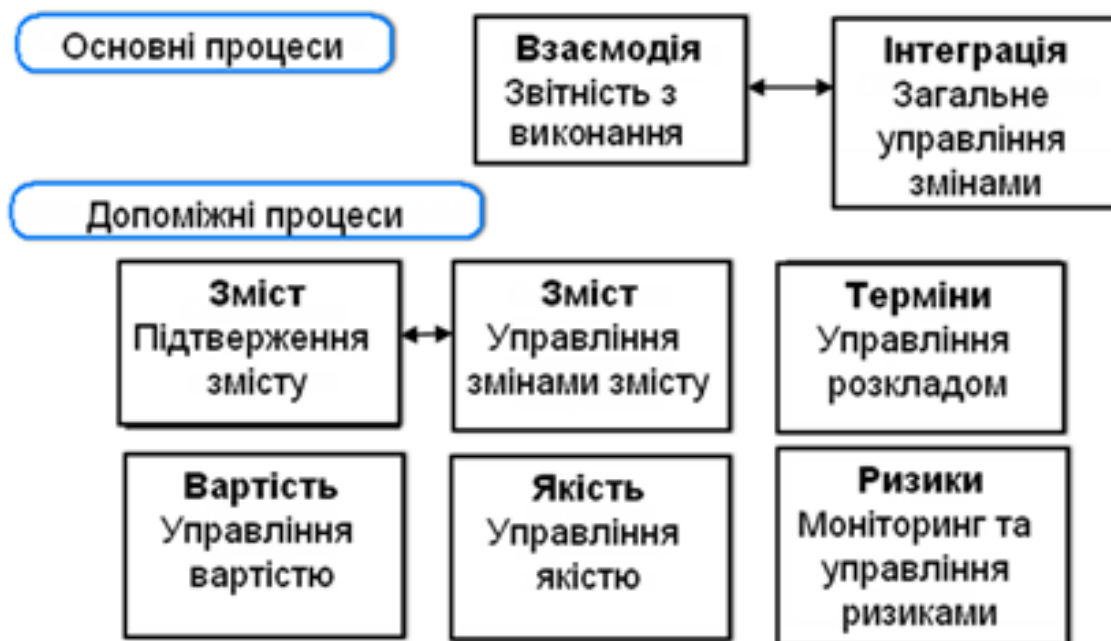 Основні процеси
Взаємодія
Звітність з
виконання
Інтеграція
Загальне
управління
змінами
Допоміжні процеси
Зміст
Підтверження
змісту
Зміст
Управління
змінами змісту
Терміни
Управління
розкладом
Вартість
Управління
вартістю
Якість
Управління
якістю
Ризики
Моніторинг та
управління
ризиками